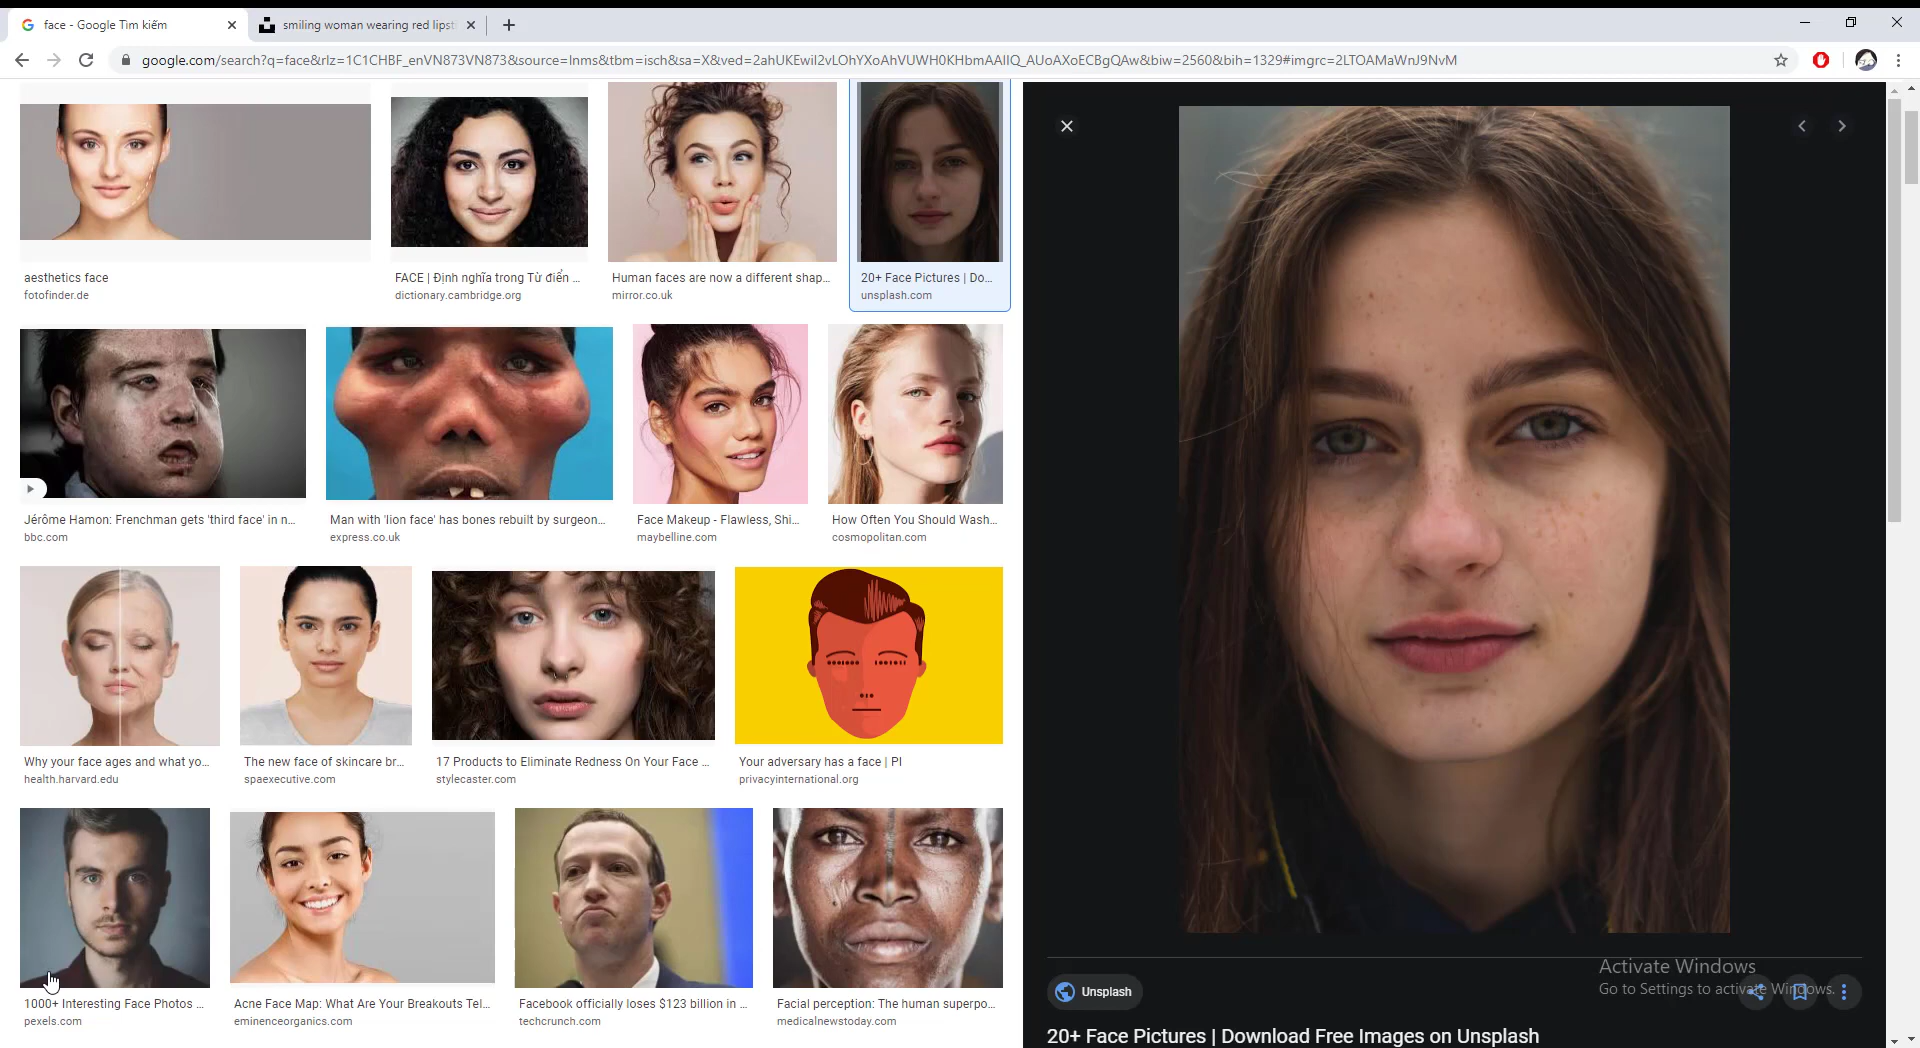 face - Google Tìm kiếm
smiling woman wearing red lipst
google.com/search?q=face&rlz=1C1CHBF_enVN873VN873&source=lnms&tbm=isch&sa=X&ved=2ahUKEwil2vLOhYXoAhVUWH0KHbmAAlIQ_AUoAXoECBgQAw&biw=2560&bih=1329#imgrc=2LTOAMaWnJ9NvM
aesthetics face
fotofinder.de
FACE | Định nghĩa trong Từ điển ...
dictionary.cambridge.org
Human faces are now a different shap...
mirror.co.uk
20+ Face Pictures | Do...
unsplash.com
Jérôme Hamon: Frenchman gets 'third face' in n...
bbc.com
Man with 'lion face' has bones rebuilt by surgeon...
express.co.uk
Face Makeup - Flawless, Shi...
maybelline.com
How Often You Should Wash...
cosmopolitan.com
Why your face ages and what yo...
health.harvard.edu
The new face of skincare br...
spaexecutive.com
17 Products to Eliminate Redness On Your Face ...
stylecaster.com
Your adversary has a face | PI
privacyinternational.org
1000+ Interesting Face Photos ...
pexels.com
Acne Face Map: What Are Your Breakouts Tel...
eminenceorganics.com
Facebook officially loses $123 billion in ...
techcrunch.com
Facial perception: The human superpo...
medicalnewstoday.com
Activate Windows
Go to Settings to activate Windows.
Unsplash
20+ Face Pictures | Download Free Images on Unsplash